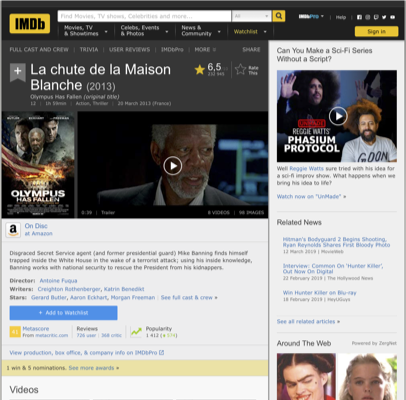 IMDb
Find Movies, TV shows, Celebrities and more...
All
IMDbPro
Help
Movies, TV
& Showtimes
Celebs, Events
& Photos
News &
Community
Watchlist
Sign in
FULL CAST AND CREW | TRIVIA | USER REVIEWS | IMDbPro | MORE
SHARE
La chute de la Maison
Blanche (2013)
6,5
Rate
This
Olympus Has Fallen (original title)
12 | 1h 59min | Action, Thriller | 20 March 2013 (France)
BUTLER ECKHART FREEMAN
OLYMPUS
HAS FALLEN
0:38 | Trailer
8 VIDEOS | 96 IMAGES
On Disc
at Amazon
Disgraced Secret Service agent (and former presidential guard) Mike Banning finds himself
trapped inside the White House in the wake of a terrorist attack; using his inside knowledge,
Banning works with national security to rescue the President from his kidnappers.
Director: Antoine Fuqua
Writers: Creighton Rothenberger, Katrin Benedikt
Stars: Gerard Butler, Aaron Eckhart, Morgan Freeman | See full cast & crew »
+ Add to Watchlist
41
Metascore
From metacritic.com
Reviews
726 user | 368 critic
Popularity
View production, box office, & company info on IMDbPro
1 win & 5 nominations. See more awards »
Videos
Can You Make a Sci-Fi Series
Without a Script?
REGGIE WATTS'
PHASIUM
PROTOCOL
Well Reggie Watts sure tried with his idea for
a sci-fi improv show. What happens when we
bring his idea to life?
Watch now on "UnMade" »
Related News
Hitman's Bodyguard 2 Begins Shooting,
Ryan Reynolds Shares First Bloody Photo
12 March 2019 | MovieWeb
Interview: Common On 'Hunter Killer',
Out Now On Digital
22 February 2019 | The Hollywood News
Win Hunter Killer on Blu-ray
18 February 2019 | HeyUGuys
See all related articles »
Around The Web | Powered by ZergNet